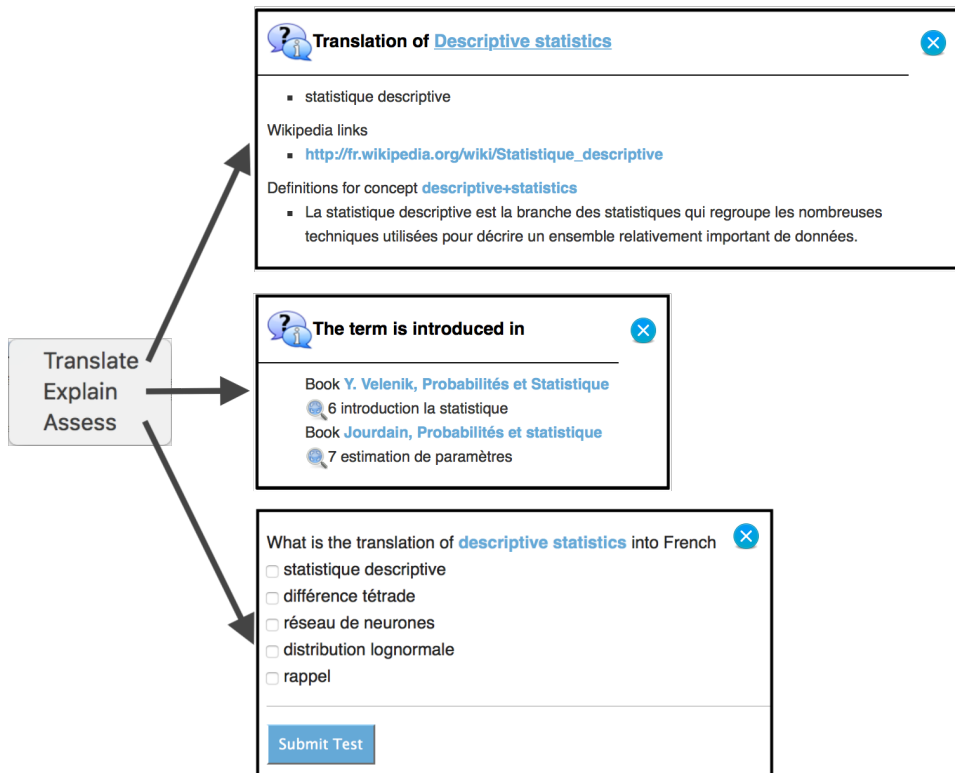 Translate
Explain
Assess
Translation of Descriptive statistics
statistique descriptive
Wikipedia links
http://fr.wikipedia.org/wiki/Statistique_descriptive
Definitions for concept descriptive+statistics
La statistique descriptive est la branche des statistiques qui regroupe les nombreuses
techniques utilisées pour décrire un ensemble relativement important de données.
The term is introduced in
Book Y. Velenik, Probabilités et Statistique
6 introduction la statistique
Book Jourdain, Probabilités et statistique
7 estimation de paramètres
What is the translation of descriptive statistics into French
statistique descriptive
différence tétrade
réseau de neurones
distribution lognormale
rappel
Submit Test